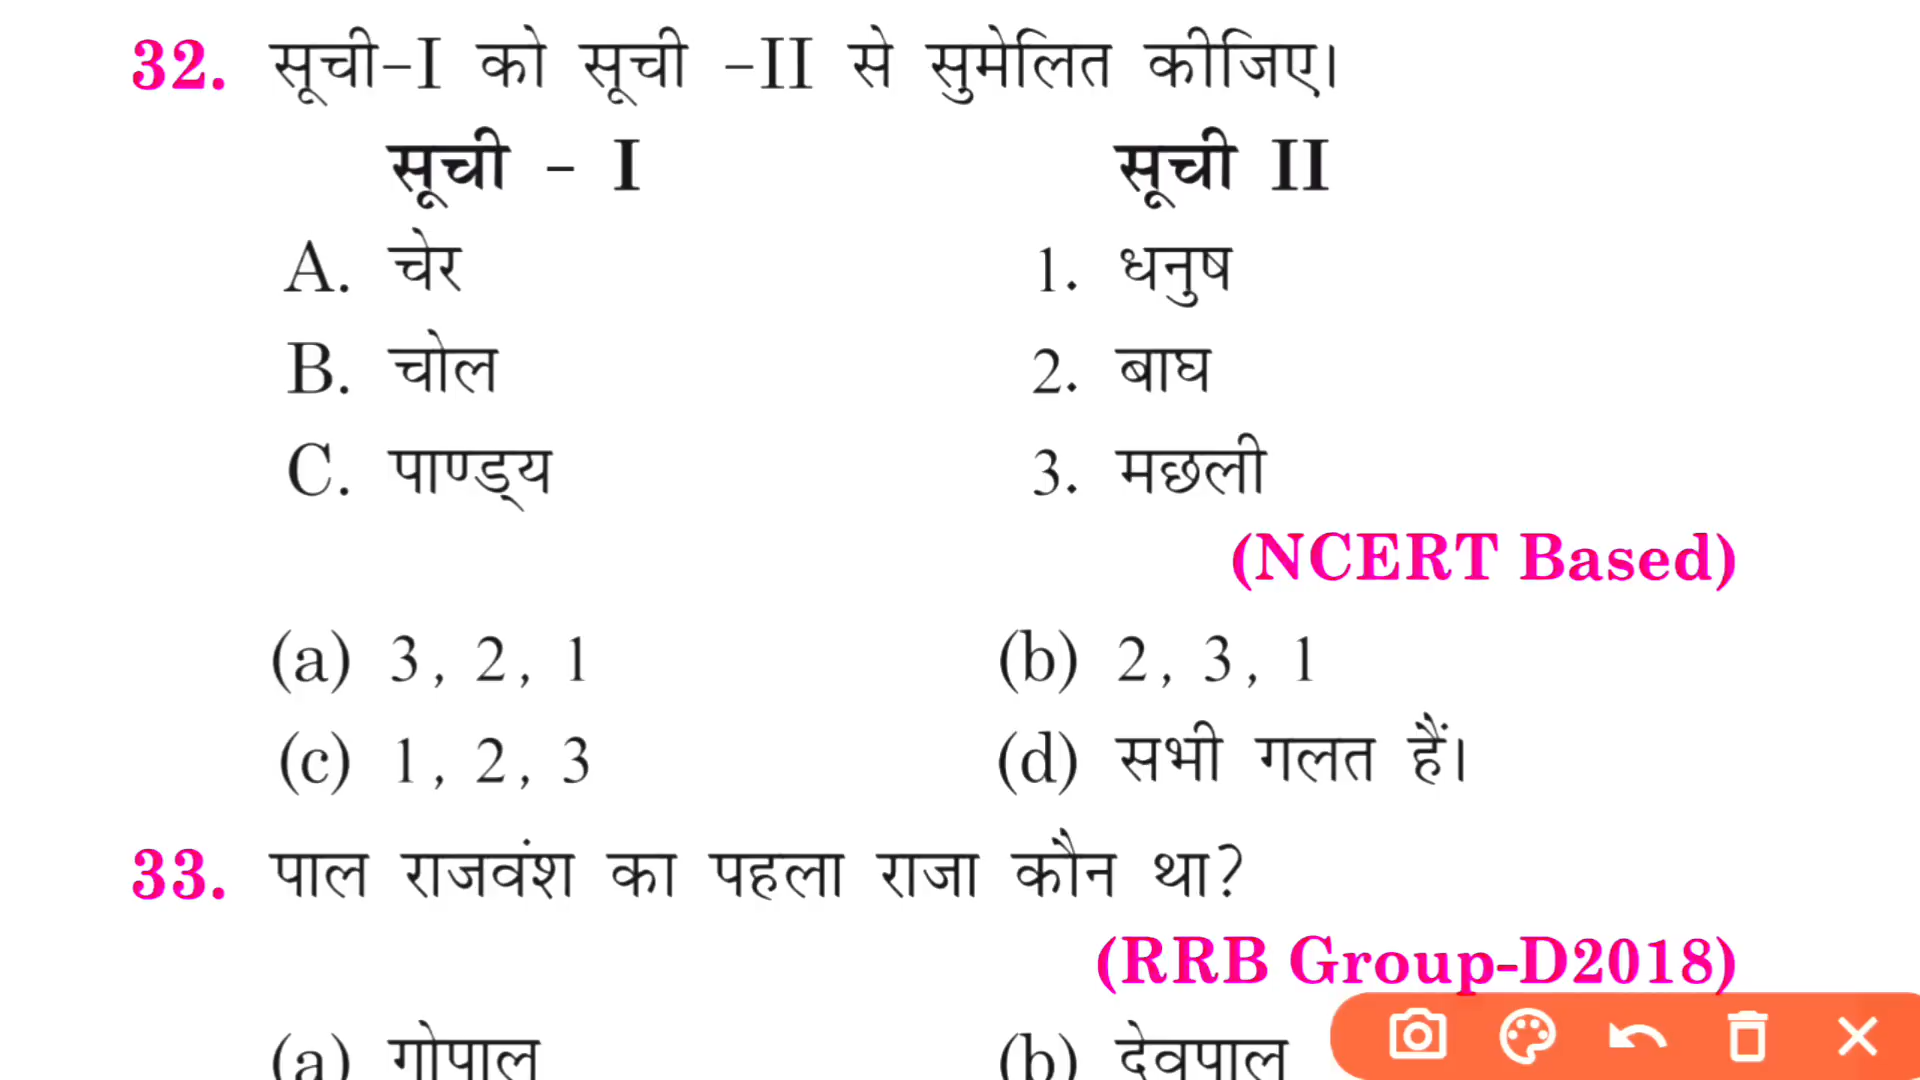 32. सूची-I को सूची -II से सुमेलित कीजिए।
सूची - I सूची II
A. चेर 1. धनुष
B. चोल 2. बाघ
C. पाण्ड्य 3. मछली
(NCERT Based)
(a) 3, 2, 1 (b) 2, 3, 1
(c) 1, 2, 3 (d) सभी गलत हैं।
33. पाल राजवंश का पहला राजा कौन था?
(RRB Group-D2018)
(a) गोपाल (b) देवपाल